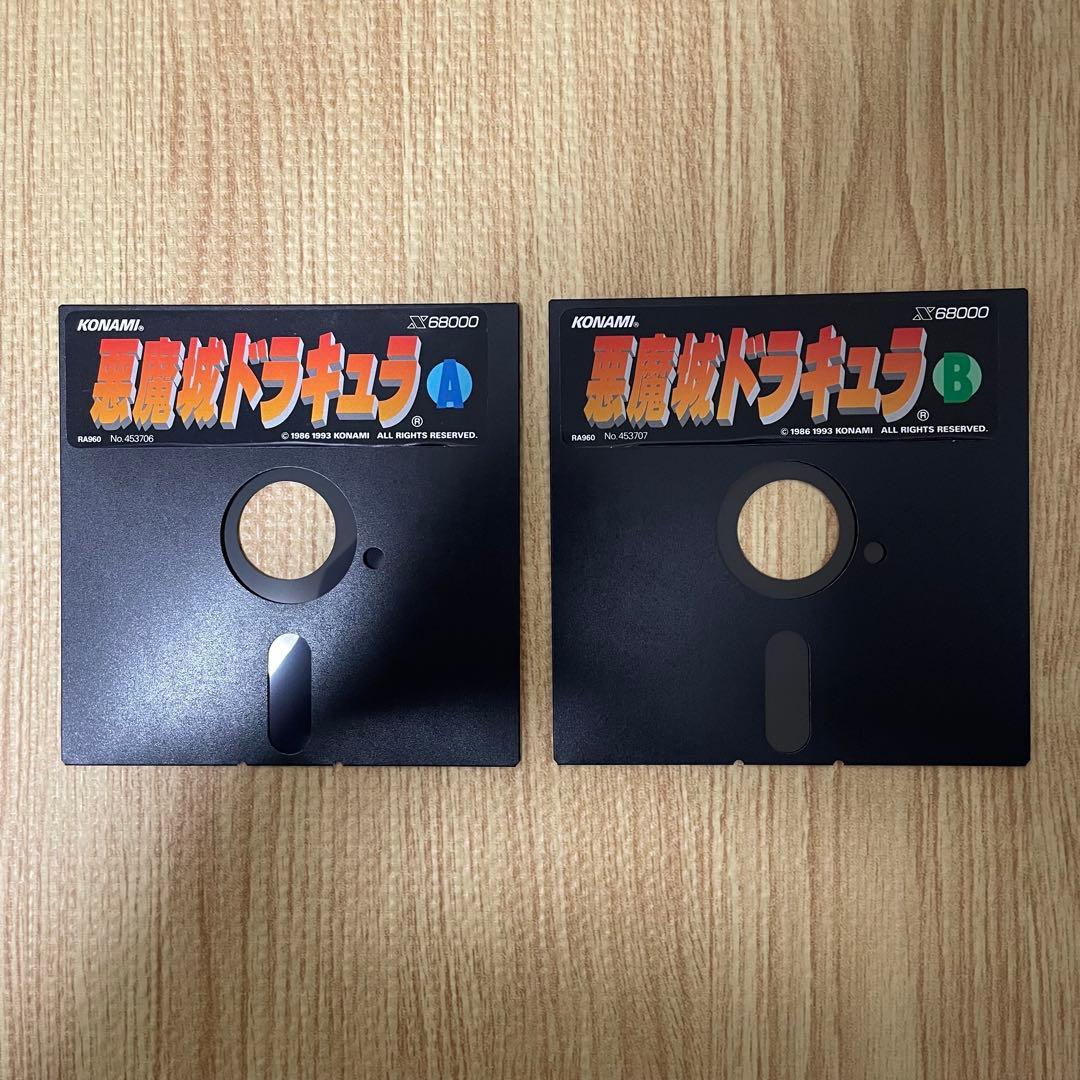 KONAMI®
X68000
悪魔城ドラキュラ®
A
RA960 No.453706
© 1986 1993 KONAMI ALL RIGHTS RESERVED.
KONAMI®
X68000
悪魔城ドラキュラ®
B
RA960 No.453707
© 1986 1993 KONAMI ALL RIGHTS RESERVED.